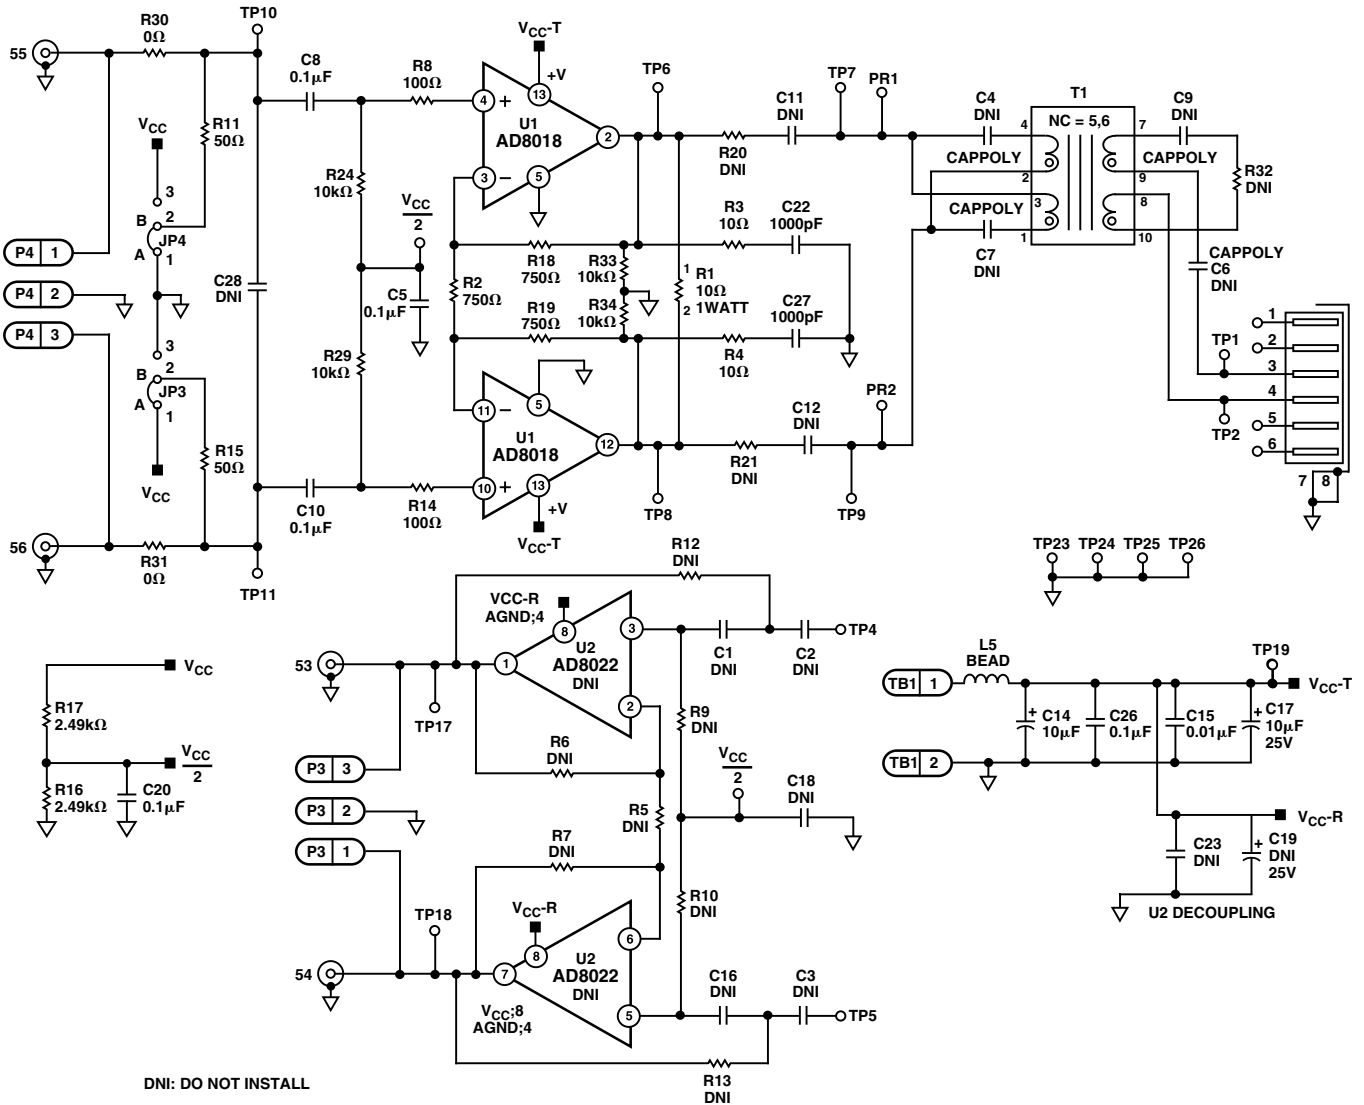 TP10
R30
0Ω
55
C8
0.1µF
R8
100Ω
VCC-T
+V
13
4
+
U1
AD8018
2
3
−
5
TP6
C11
DNI
R20
DNI
TP7
PR1
C4
DNI
T1
NC = 5,6
4
7
CAPPOLY
CAPPOLY
2
9
CAPPOLY
3
8
1
10
C7
DNI
C9
DNI
R32
DNI
CAPPOLY
C6
DNI
VCC
R11
50Ω
3
B
2
JP4
A
1
P4 1
P4 2
P4 3
3
B
2
JP3
A
1
VCC
R15
50Ω
C28
DNI
R24
10kΩ
VCC
2
C5
0.1µF
R29
10kΩ
R2
750Ω
R18
750Ω
R19
750Ω
R33
10kΩ
R34
10kΩ
1
R1
10Ω
2
1WATT
R3
10Ω
C22
1000pF
C27
1000pF
R4
10Ω
C10
0.1µF
R14
100Ω
11
−
5
U1
AD8018
12
10
+
13
+V
VCC-T
TP8
R21
DNI
C12
DNI
TP9
PR2
1
2
TP1
3
4
TP2
5
6
7
8
56
R31
0Ω
TP11
TP23
TP24
TP25
TP26
R12
DNI
VCC-R
AGND;4
8
3
U2
AD8022
DNI
1
2
C1
DNI
C2
DNI
TP4
53
TP17
R6
DNI
R9
DNI
P3 3
P3 2
P3 1
R5
DNI
VCC
2
C18
DNI
R7
DNI
R10
DNI
TP18
VCC-R
8
6
U2
AD8022
DNI
7
5
54
VCC;8
AGND;4
C16
DNI
C3
DNI
TP5
R13
DNI
VCC
R17
2.49kΩ
VCC
2
R16
2.49kΩ
C20
0.1µF
L5
BEAD
TB1 1
TP19
VCC-T
+
C14
10µF
C26
0.1µF
C15
0.01µF
+
C17
10µF
25V
TB1 2
VCC-R
C23
DNI
+
C19
DNI
25V
U2 DECOUPLING
DNI: DO NOT INSTALL